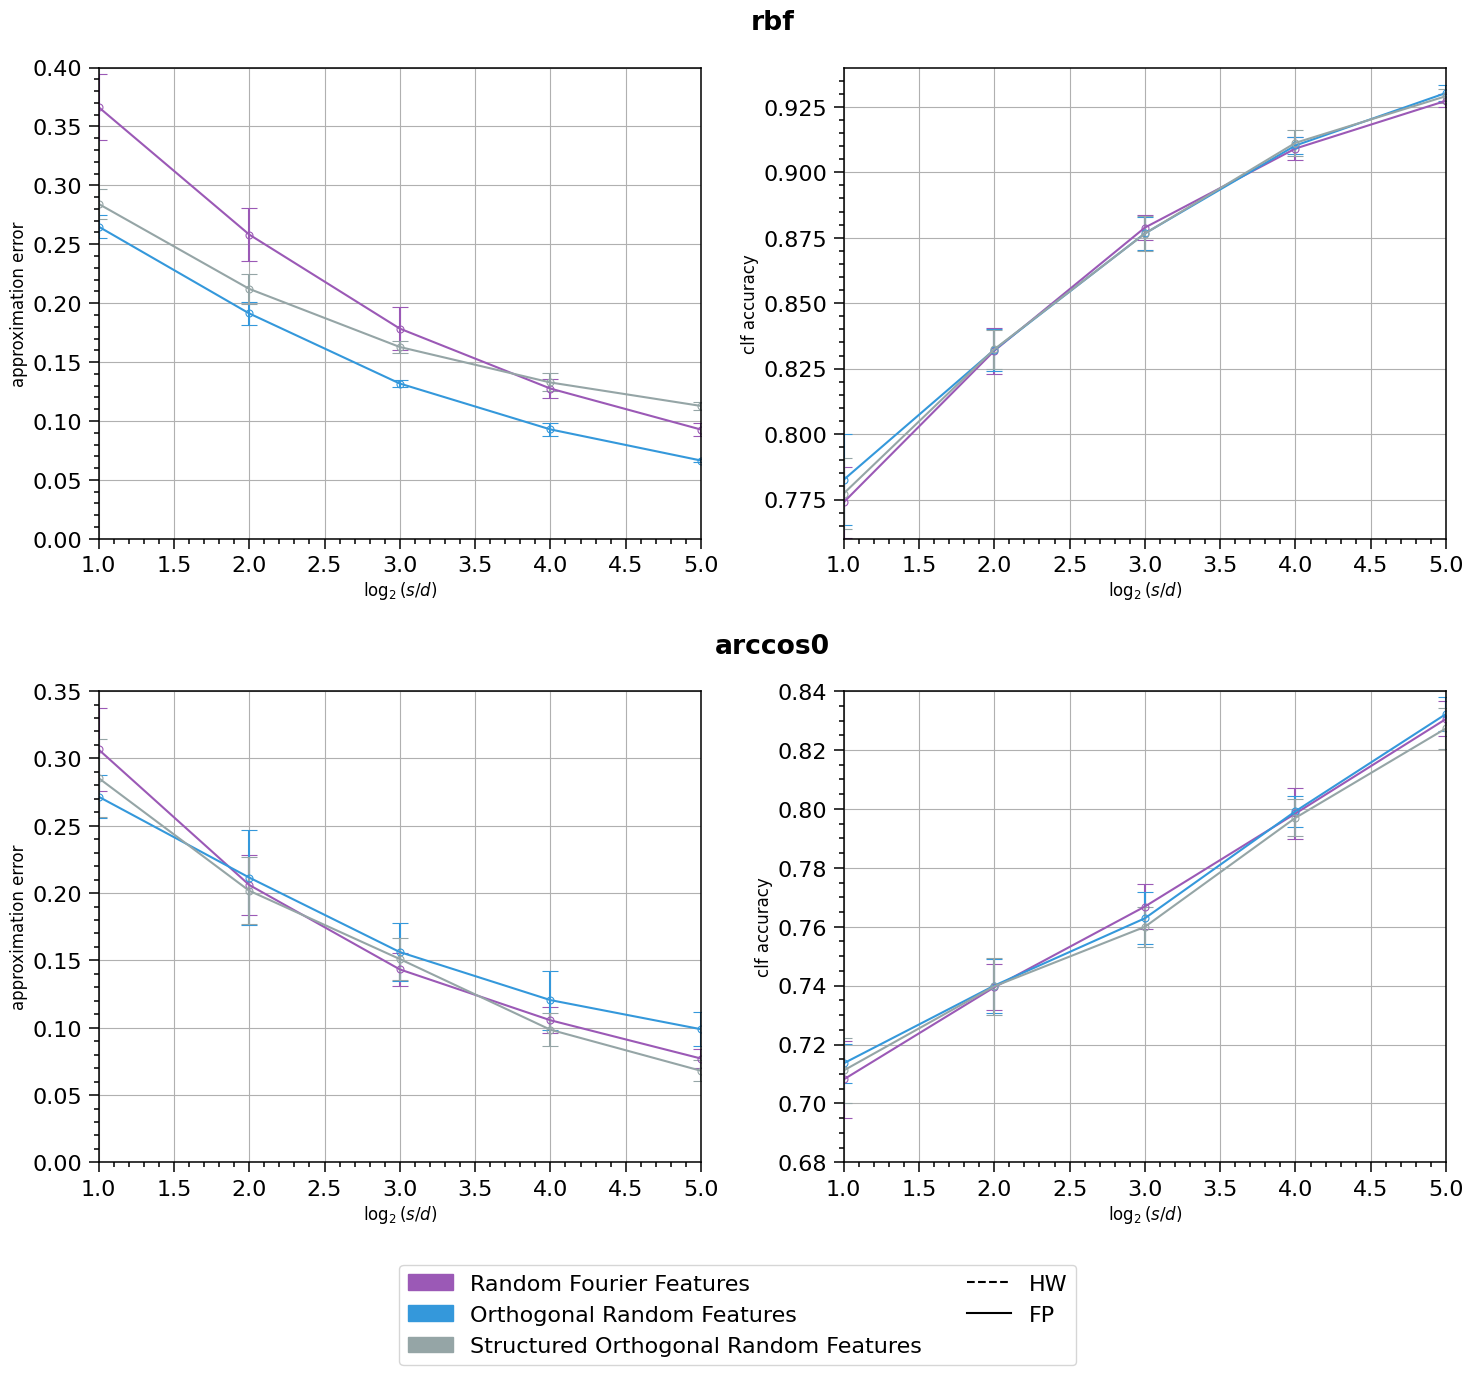 rbf
0.40
0.35
0.30
0.25
0.20
0.15
0.10
0.05
0.00
approximation error
1.0 1.5 2.0 2.5 3.0 3.5 4.0 4.5 5.0
log₂(s/d)
0.925
0.900
0.875
0.850
0.825
0.800
0.775
clf accuracy
1.0 1.5 2.0 2.5 3.0 3.5 4.0 4.5 5.0
log₂(s/d)
arccos0
0.35
0.30
0.25
0.20
0.15
0.10
0.05
0.00
approximation error
1.0 1.5 2.0 2.5 3.0 3.5 4.0 4.5 5.0
log₂(s/d)
0.84
0.82
0.80
0.78
0.76
0.74
0.72
0.70
0.68
clf accuracy
1.0 1.5 2.0 2.5 3.0 3.5 4.0 4.5 5.0
log₂(s/d)
Random Fourier Features
Orthogonal Random Features
Structured Orthogonal Random Features
HW
FP